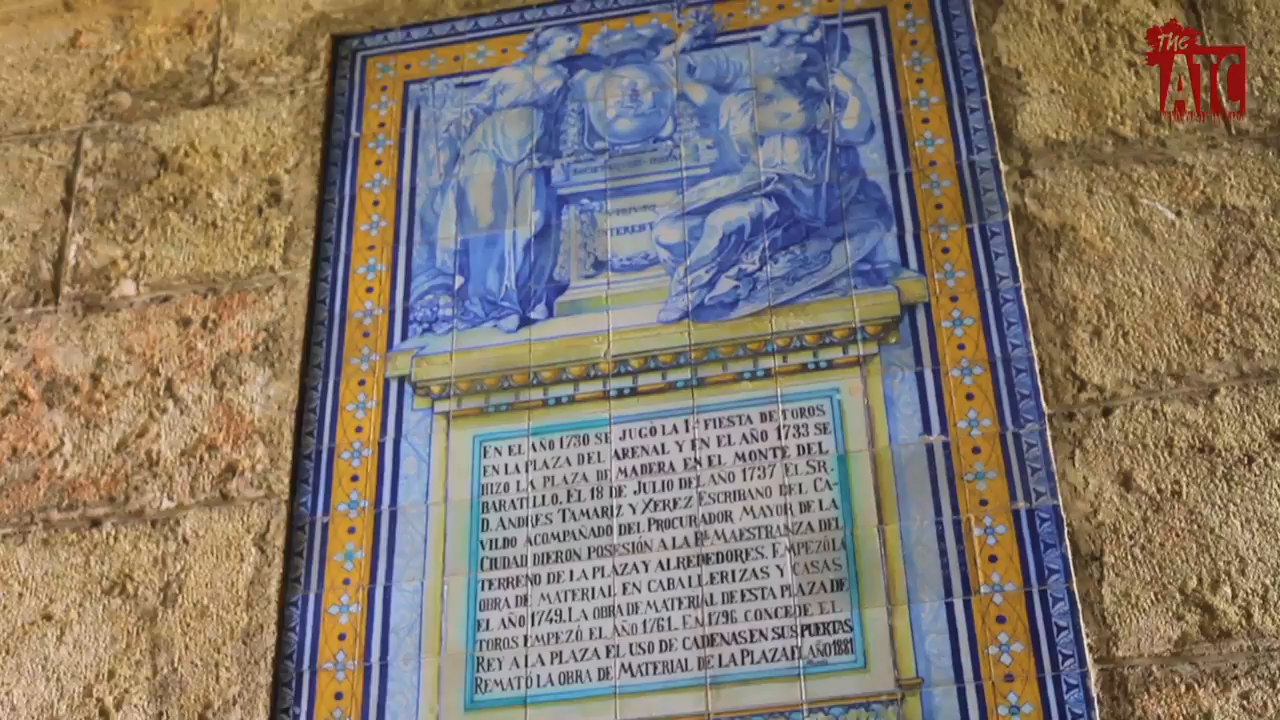 The
ATC
TEREST
EN EL AÑO 1730 SE JUGÓ LA 1.ª FIESTA DE TOROS
EN LA PLAZA DEL ARENAL Y EN EL AÑO 1733 SE
HIZO LA PLAZA DE MADERA EN EL MONTE DEL
BARATILLO. EL 18 DE JULIO DEL AÑO 1737 EL SR.
D. ANDRES TAMARIZ Y XEREZ ESCRIBANO DEL CA-
VILDO ACOMPAÑADO DEL PROCURADOR MAYOR DE LA
CIUDAD DIERON POSESIÓN A LA RL. MAESTRANZA DEL
TERRENO DE LA PLAZA Y ALREDEDORES. EMPEZÓ LA
OBRA DE MATERIAL EN CABALLERIZAS Y CASAS
EL AÑO 1749. LA OBRA DE MATERIAL DE ESTA PLAZA DE
TOROS EMPEZÓ EL AÑO 1761. EN 1796 CONCEDE EL
REY A LA PLAZA EL USO DE CADENAS EN SUS PUERTAS
REMATÓ LA OBRA DE MATERIAL DE LA PLAZA EL AÑO 1881